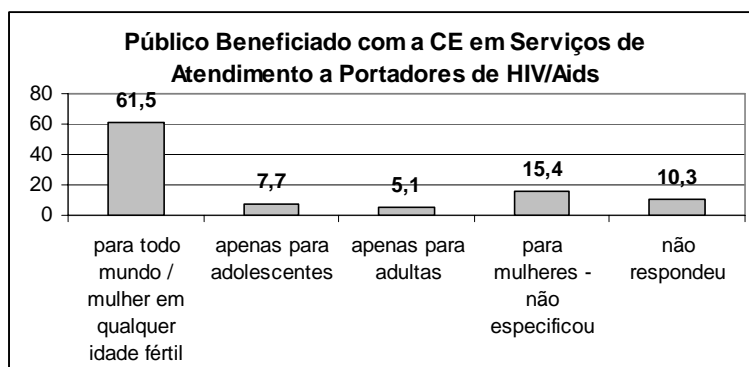 Público Beneficiado com a CE em Serviços de
Atendimento a Portadores de HIV/Aids
80
60
40
20
0
61,5
7,7
5,1
15,4
10,3
para todo
mundo /
mulher em
qualquer
idade fértil
apenas para
adolescentes
apenas para
adultas
para
mulheres -
não
especificou
não
respondeu